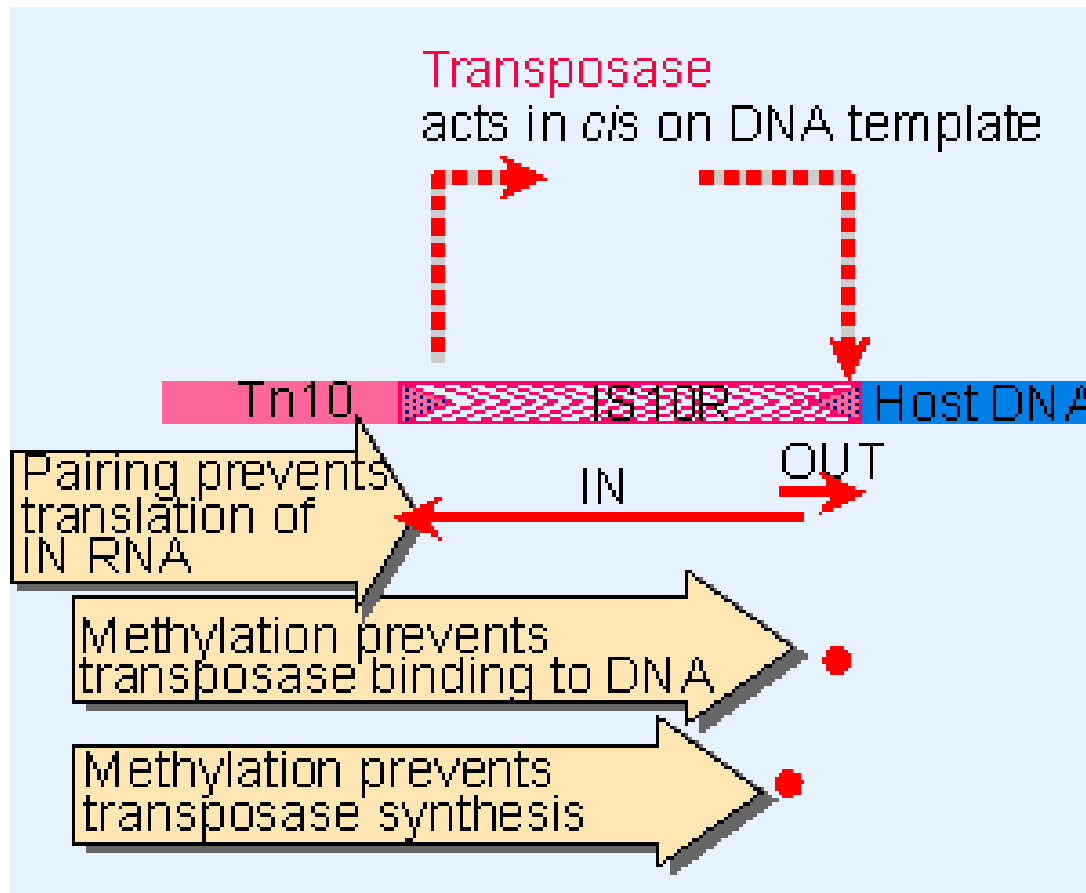 Transposase
acts in cis on DNA template
Tn10
IS10R
Host DNA
OUT
IN
Pairing prevents
translation of
IN RNA
Methylation prevents
transposase binding to DNA
Methylation prevents
transposase synthesis